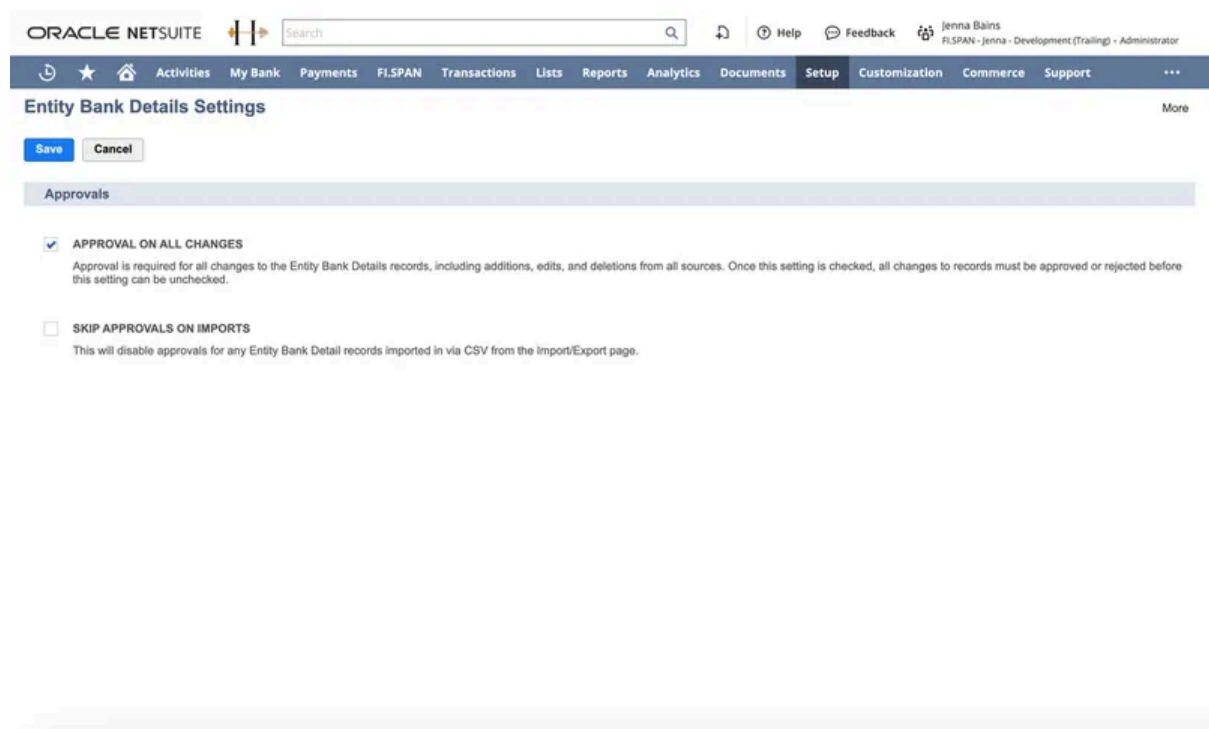 ORACLE NETSUITE
Search
Help
Feedback
Jenna Bains
FI.SPAN - Jenna - Development (Trailing) - Administrator
Activities My Bank Payments FI.SPAN Transactions Lists Reports Analytics Documents Setup Customization Commerce Support
Entity Bank Details Settings
More
Save Cancel
Approvals
APPROVAL ON ALL CHANGES
Approval is required for all changes to the Entity Bank Details records, including additions, edits, and deletions from all sources. Once this setting is checked, all changes to records must be approved or rejected before
this setting can be unchecked.
SKIP APPROVALS ON IMPORTS
This will disable approvals for any Entity Bank Detail records imported in via CSV from the Import/Export page.